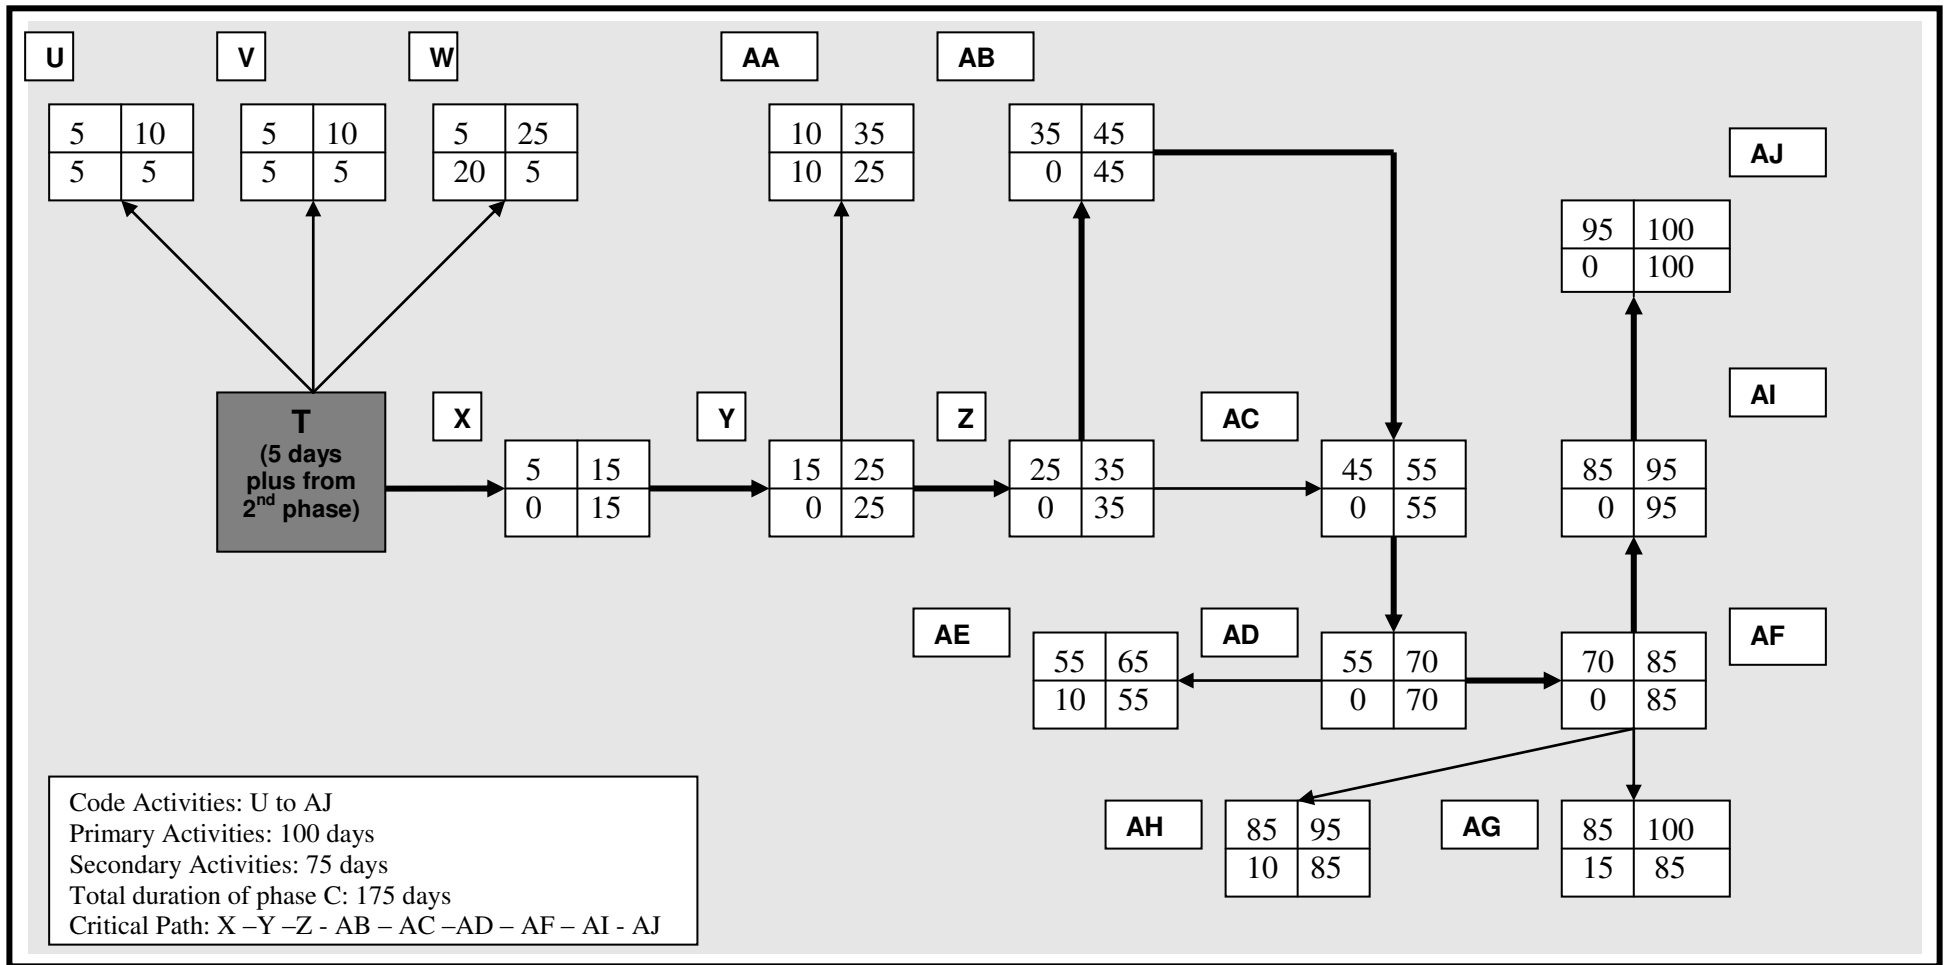 U V W AA AB
5 10 5 10 5 25 10 35 35 45
5 5 5 5 20 5 10 25 0 45
AJ
95 100
0 100
AI
T
(5 days
plus from
2nd phase)
X Y Z AC
5 15 15 25 25 35 45 55 85 95
0 15 0 25 0 35 0 55 0 95
AE AD AF
55 65 55 70 70 85
10 55 0 70 0 85
AH AG
85 95 85 100
10 85 15 85
Code Activities: U to AJ
Primary Activities: 100 days
Secondary Activities: 75 days
Total duration of phase C: 175 days
Critical Path: X –Y –Z - AB – AC –AD – AF – AI - AJ